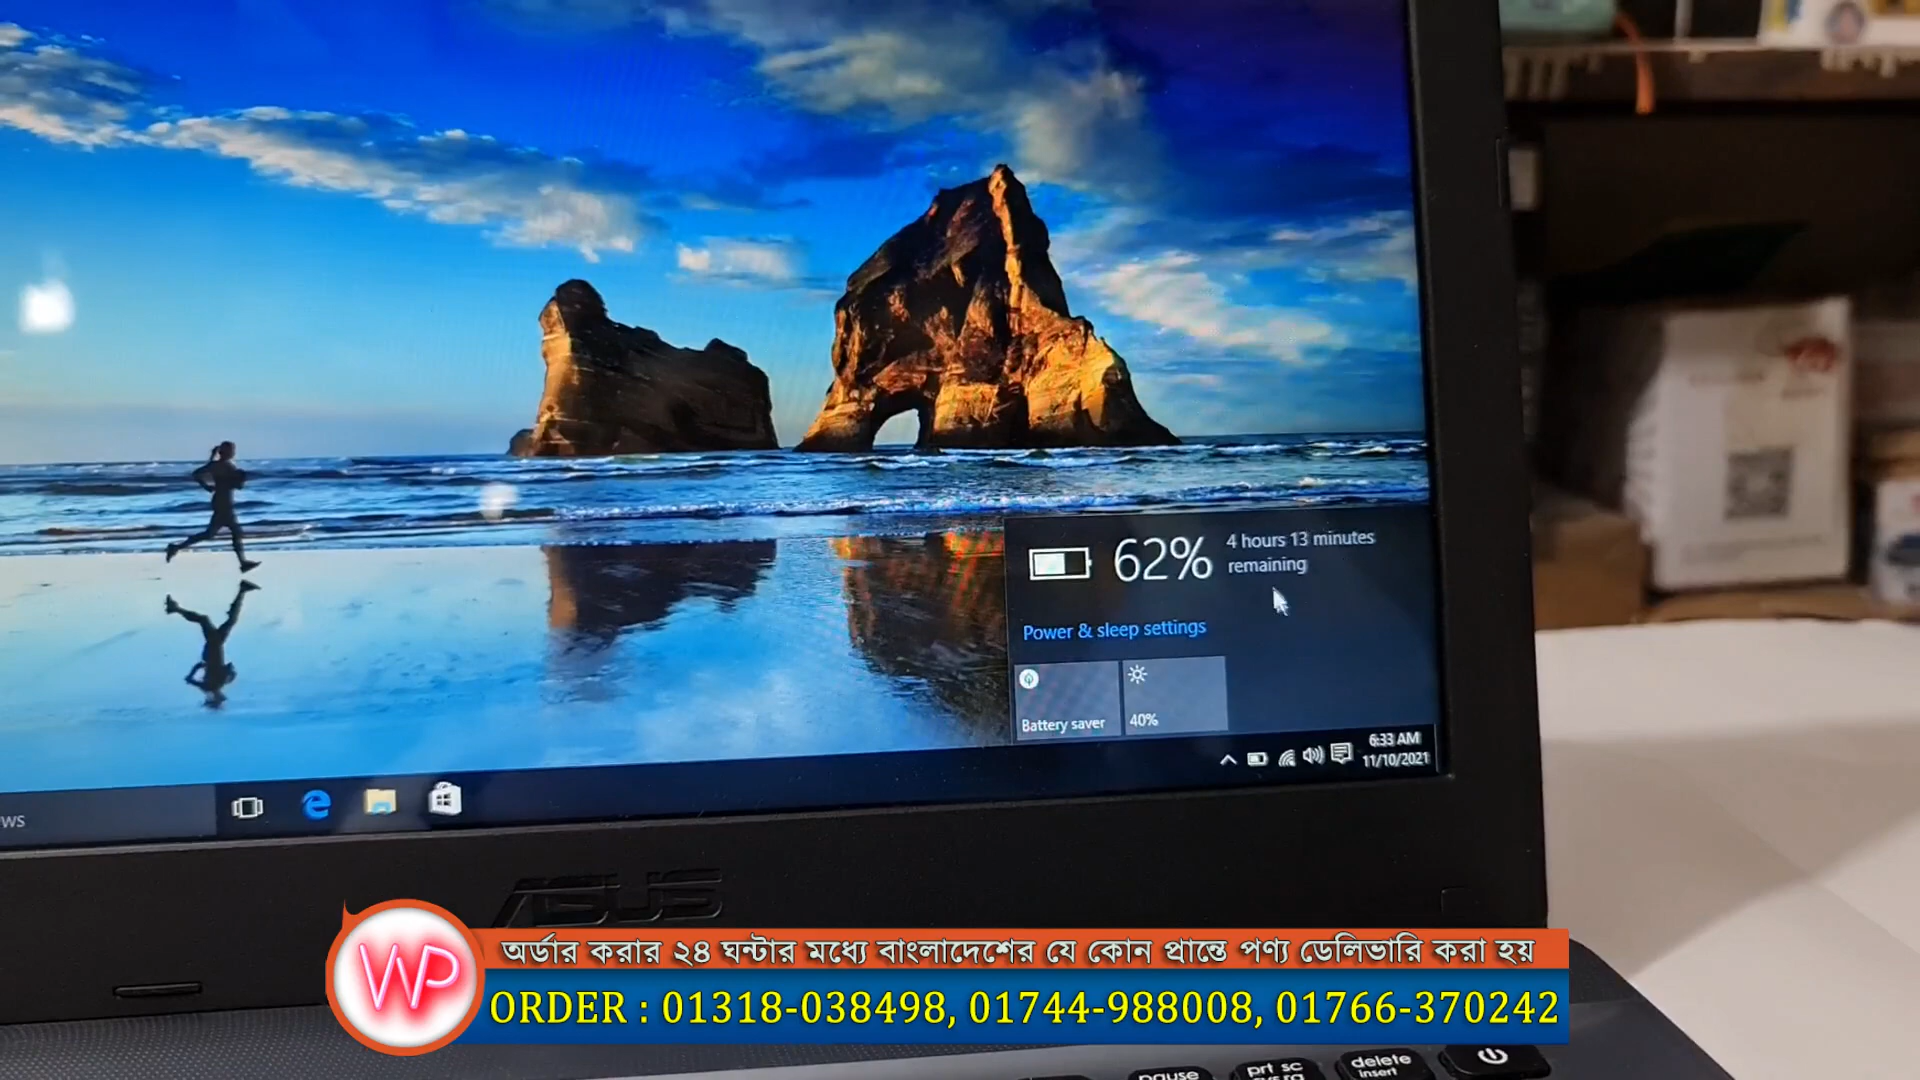 62%
4 hours 13 minutes
remaining
Power & sleep settings
Battery saver
40%
6:33 AM
11/10/2021
ws
ASUS
WP
অর্ডার করার ২৪ ঘন্টার মধ্যে বাংলাদেশের যে কোন প্রান্তে পণ্য ডেলিভারি করা হয়
ORDER : 01318-038498, 01744-988008, 01766-370242
pause
prt sc
sys rq
delete
insert